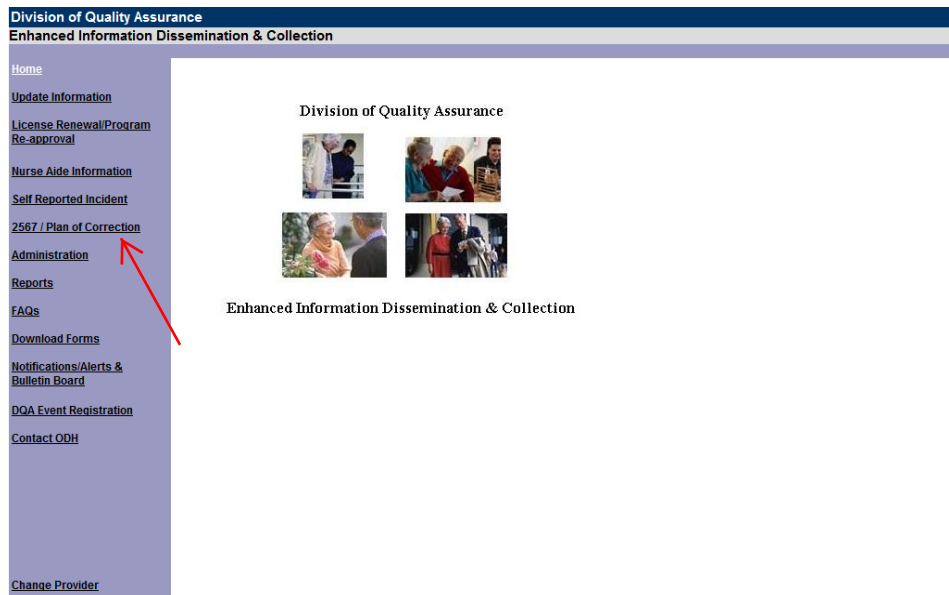 Division of Quality Assurance
Enhanced Information Dissemination & Collection
Home
Update Information
License Renewal/Program
Re-approval
Nurse Aide Information
Self Reported Incident
2567 / Plan of Correction
Administration
Reports
FAQs
Download Forms
Notifications/Alerts &
Bulletin Board
DQA Event Registration
Contact ODH
Change Provider
Division of Quality Assurance
Enhanced Information Dissemination & Collection